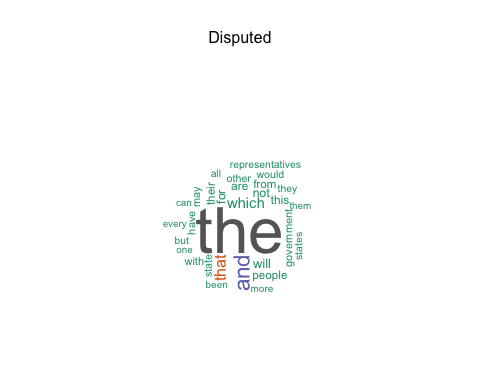 Disputed
representatives
all
would
other
are
from
they
may
their
for
not
which
this
them
can
have
the
every
government
states
but
one
with
state
that
and
will
people
been
more